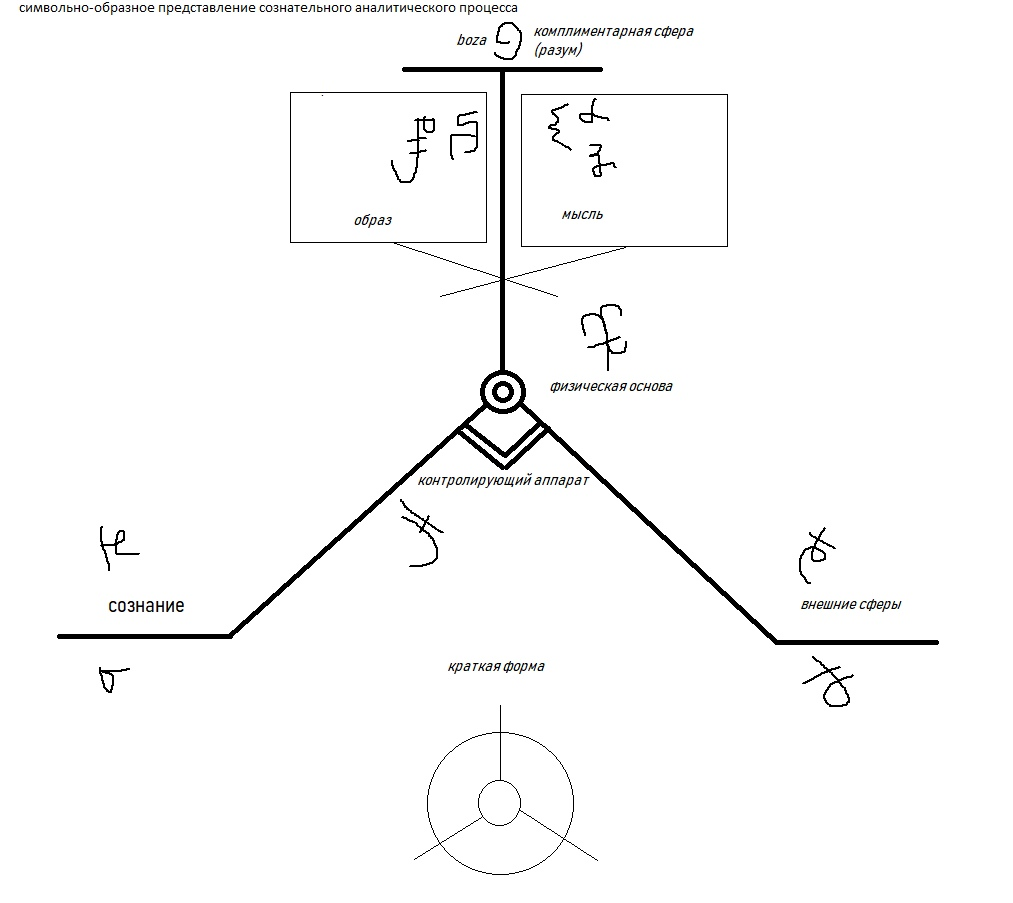 символьно-образное представление сознательного аналитического процесса
boza
комплиментарная сфера
(разум)
образ
мысль
физическая основа
контролирующий аппарат
сознание
внешние сферы
краткая форма